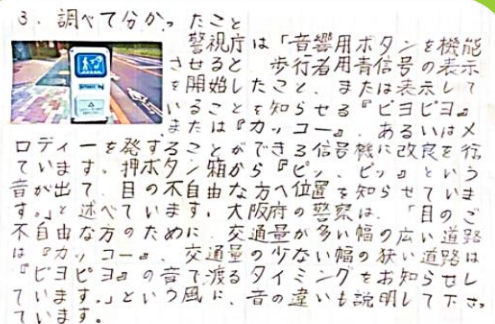 3. 調べて分かったこと
警視庁は「音響用ボタンを機能
させると、歩行者用青信号の表示
を開始したこと、または表示して
いることを知らせる『ピヨピヨ』
または『カッコー』、あるいはメ
ロディーを発することができる信号機に改良を行
ています。押ボタン箱から『ピッ、ピッ』という
音が出て、目の不自由な方へ位置を知らせていま
す。」と述べています。大阪府の警察は、「目のご
不自由な方のために、交通量が多い幅の広い道路
は『カッコー』、交通量の少ない幅の狭い道路は
『ピヨピヨ』の音で渡るタイミングをお知らせし
ています。」という風に、音の違いも説明して下さっ
ています。